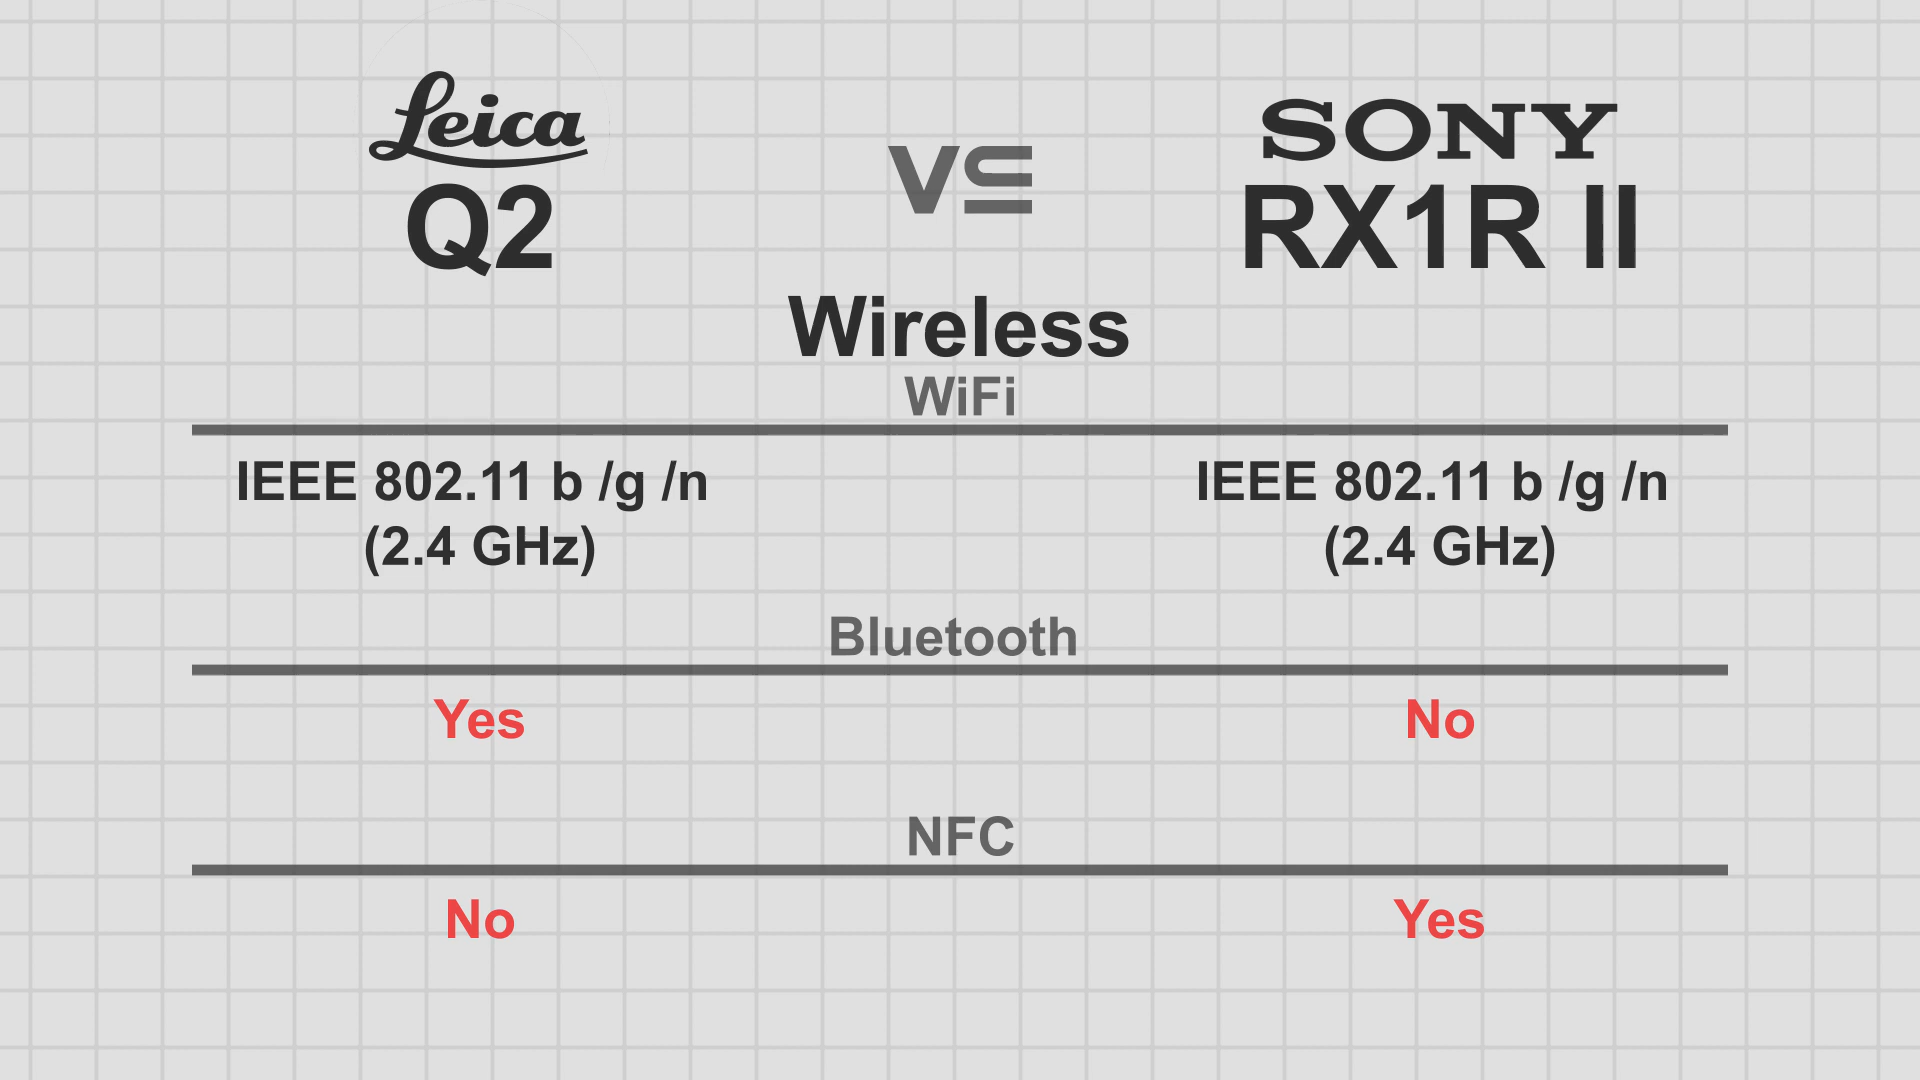 Leica
VS
SONY
Q2
RX1R II
Wireless
WiFi
IEEE 802.11 b /g /n
(2.4 GHz)
IEEE 802.11 b /g /n
(2.4 GHz)
Bluetooth
Yes
No
NFC
No
Yes